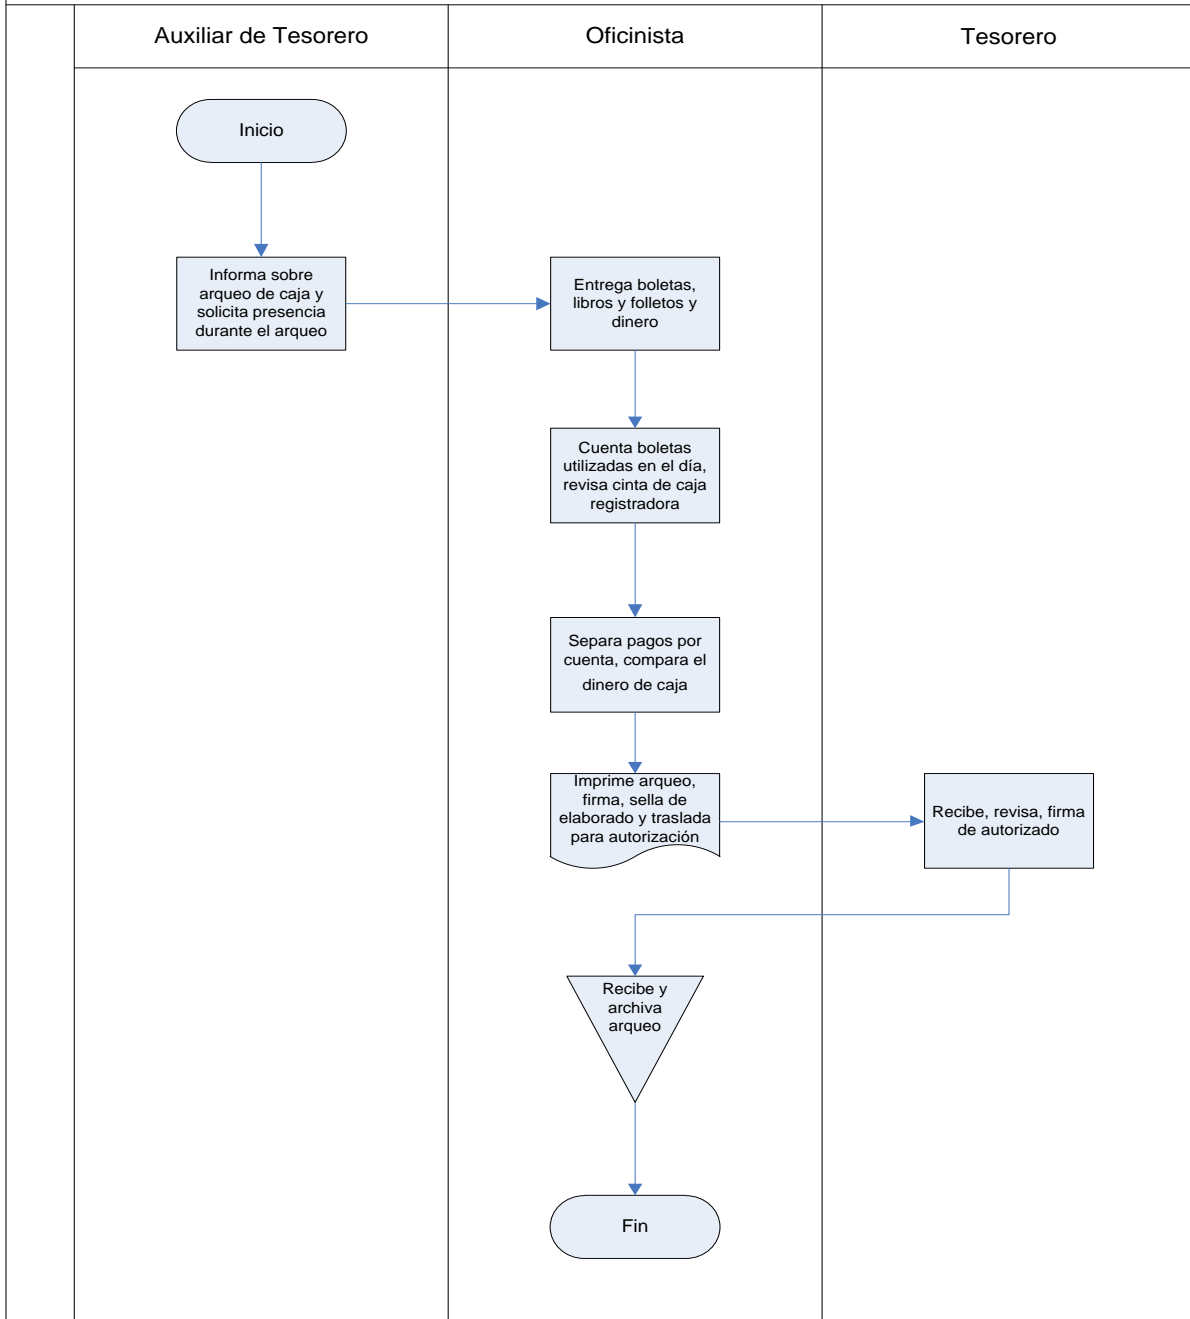 Auxiliar de Tesorero
Oficinista
Tesorero
Inicio
Informa sobre
arqueo de caja y
solicita presencia
durante el arqueo
Entrega boletas,
libros y folletos y
dinero
Cuenta boletas
utilizadas en el día,
revisa cinta de caja
registradora
Separa pagos por
cuenta, compara el
dinero de caja
Imprime arqueo,
firma, sella de
elaborado y traslada
para autorización
Recibe, revisa, firma
de autorizado
Recibe y
archiva
arqueo
Fin